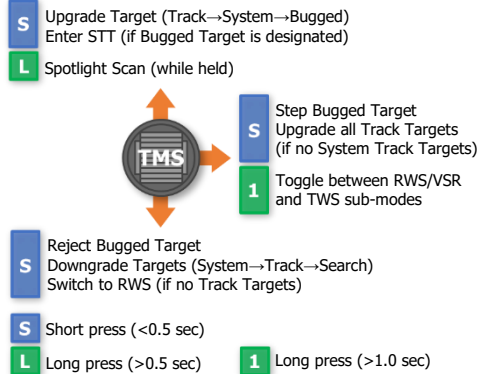 S
Upgrade Target (Track→System→Bugged)
Enter STT (if Bugged Target is designated)
L
Spotlight Scan (while held)
TMS
S
Step Bugged Target
Upgrade all Track Targets
(if no System Track Targets)
1
Toggle between RWS/VSR
and TWS sub-modes
S
Reject Bugged Target
Downgrade Targets (System→Track→Search)
Switch to RWS (if no Track Targets)
S Short press (<0.5 sec)
L Long press (>0.5 sec)
1 Long press (>1.0 sec)